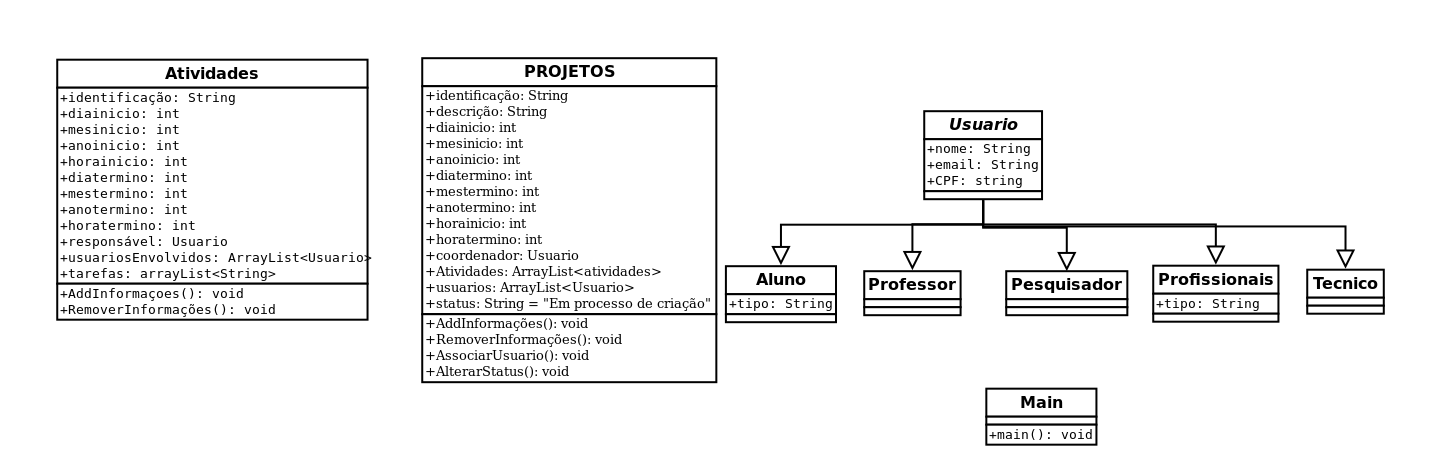 Atividades
+identificação: String
+diainicio: int
+mesinicio: int
+anoinicio: int
+horainicio: int
+diatermino: int
+mestermino: int
+anotermino: int
+horatermino: int
+responsável: Usuario
+usuariosEnvolvidos: ArrayList<Usuario>
+tarefas: arrayList<String>
+AddInformaçoes(): void
+RemoverInformações(): void
PROJETOS
+identificação: String
+descrição: String
+diainicio: int
+mesinicio: int
+anoinicio: int
+diatermino: int
+mestermino: int
+anotermino: int
+horainicio: int
+horatermino: int
+coordenador: Usuario
+Atividades: ArrayList<atividades>
+usuarios: ArrayList<Usuario>
+status: String = "Em processo de criação"
+AddInformações(): void
+RemoverInformações(): void
+AssociarUsuario(): void
+AlterarStatus(): void
Usuario
+nome: String
+email: String
+CPF: string
Aluno
+tipo: String
Professor
Pesquisador
Profissionais
+tipo: String
Tecnico
Main
+main(): void